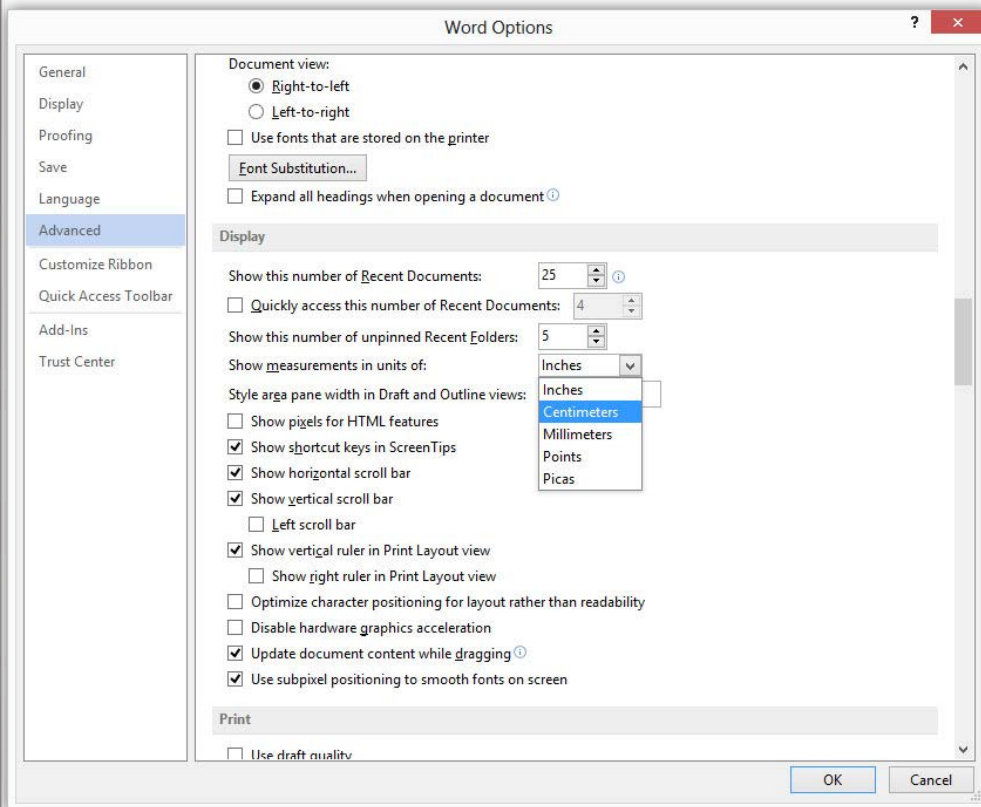 Word Options
?
General
Display
Proofing
Save
Language
Advanced
Customize Ribbon
Quick Access Toolbar
Add-Ins
Trust Center
Document view:
Right-to-left
Left-to-right
Use fonts that are stored on the printer
Font Substitution...
Expand all headings when opening a document
Display
Show this number of Recent Documents: 25
Quickly access this number of Recent Documents: 4
Show this number of unpinned Recent Folders: 5
Show measurements in units of: Inches
Inches
Style area pane width in Draft and Outline views:
Centimeters
Show pixels for HTML features
Millimeters
Show shortcut keys in ScreenTips
Points
Show horizontal scroll bar
Picas
Show vertical scroll bar
Left scroll bar
Show vertical ruler in Print Layout view
Show right ruler in Print Layout view
Optimize character positioning for layout rather than readability
Disable hardware graphics acceleration
Update document content while dragging
Use subpixel positioning to smooth fonts on screen
Print
Use draft quality
OK
Cancel